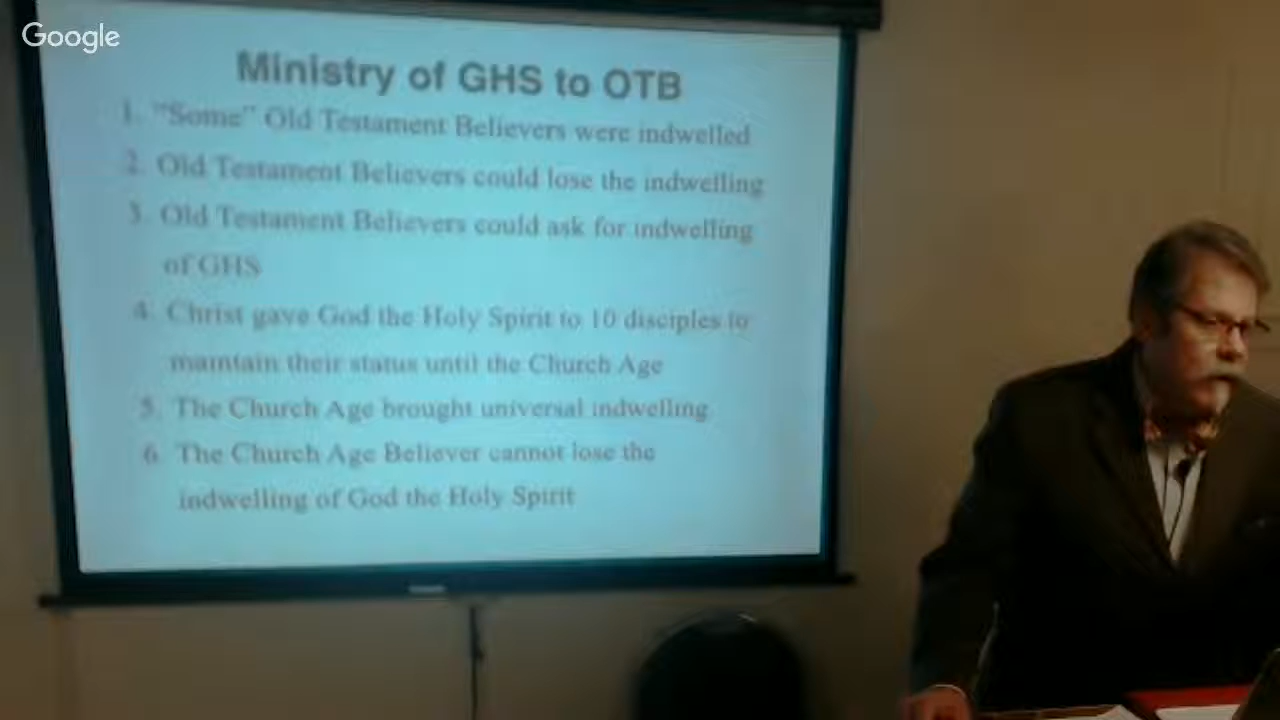 Google
Ministry of GHS to OTB
1. "Some" Old Testament Believers were indwelled
2. Old Testament Believers could lose the indwelling
3. Old Testament Believers could ask for indwelling
of GHS
4. Christ gave God the Holy Spirit to 10 disciples to
maintain their status until the Church Age
5. The Church Age brought universal indwelling
6. The Church Age Believer cannot lose the
indwelling of God the Holy Spirit